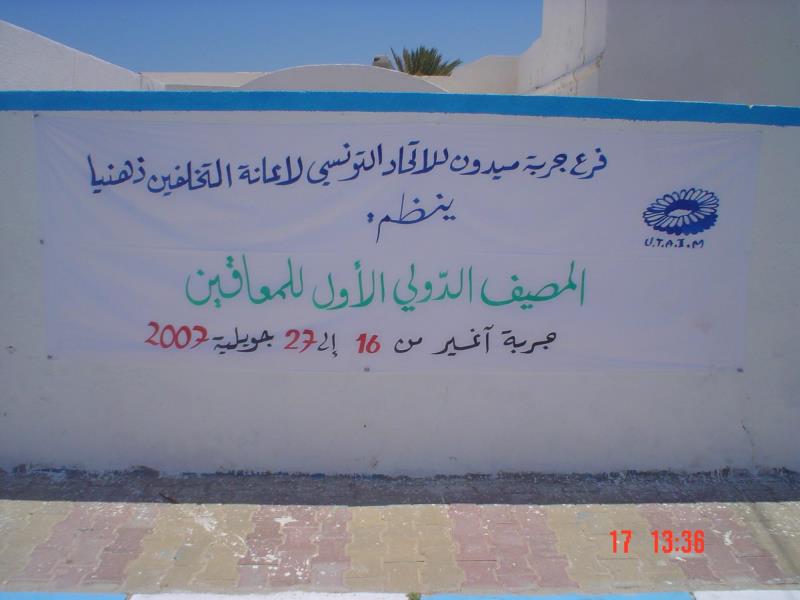 فرع جربة ميدون للاتحاد التونسي لاعانة المتخلفين ذهنيا
ينظم:
U.T.A.I.M
المصيف الدّولي الأول للمعاقين
جربة آغير من 16 إلى 27 جويلية 2007
17 13:36